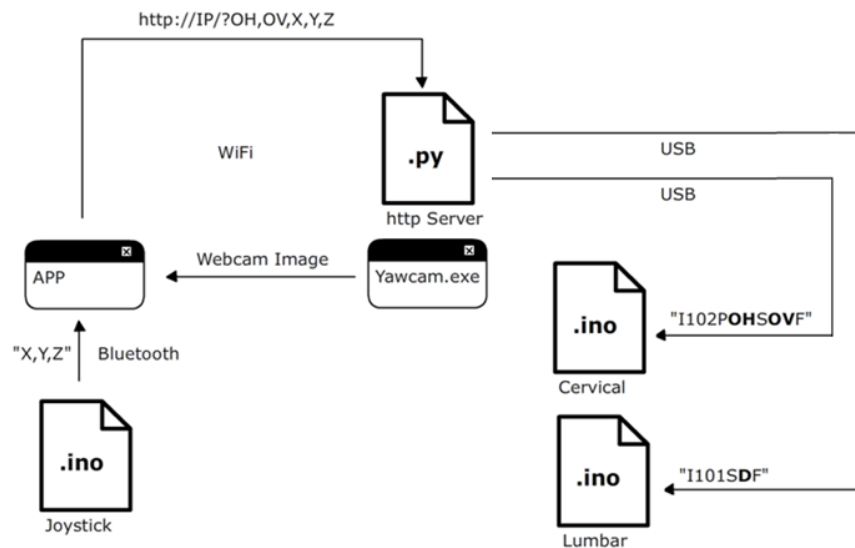 http://IP/?OH,OV,X,Y,Z
WiFi
.py
http Server
USB
USB
APP
Webcam Image
Yawcam.exe
"X,Y,Z"
Bluetooth
.ino
Joystick
.ino
Cervical
"I102POHSOVF"
.ino
Lumbar
"I101SDF"